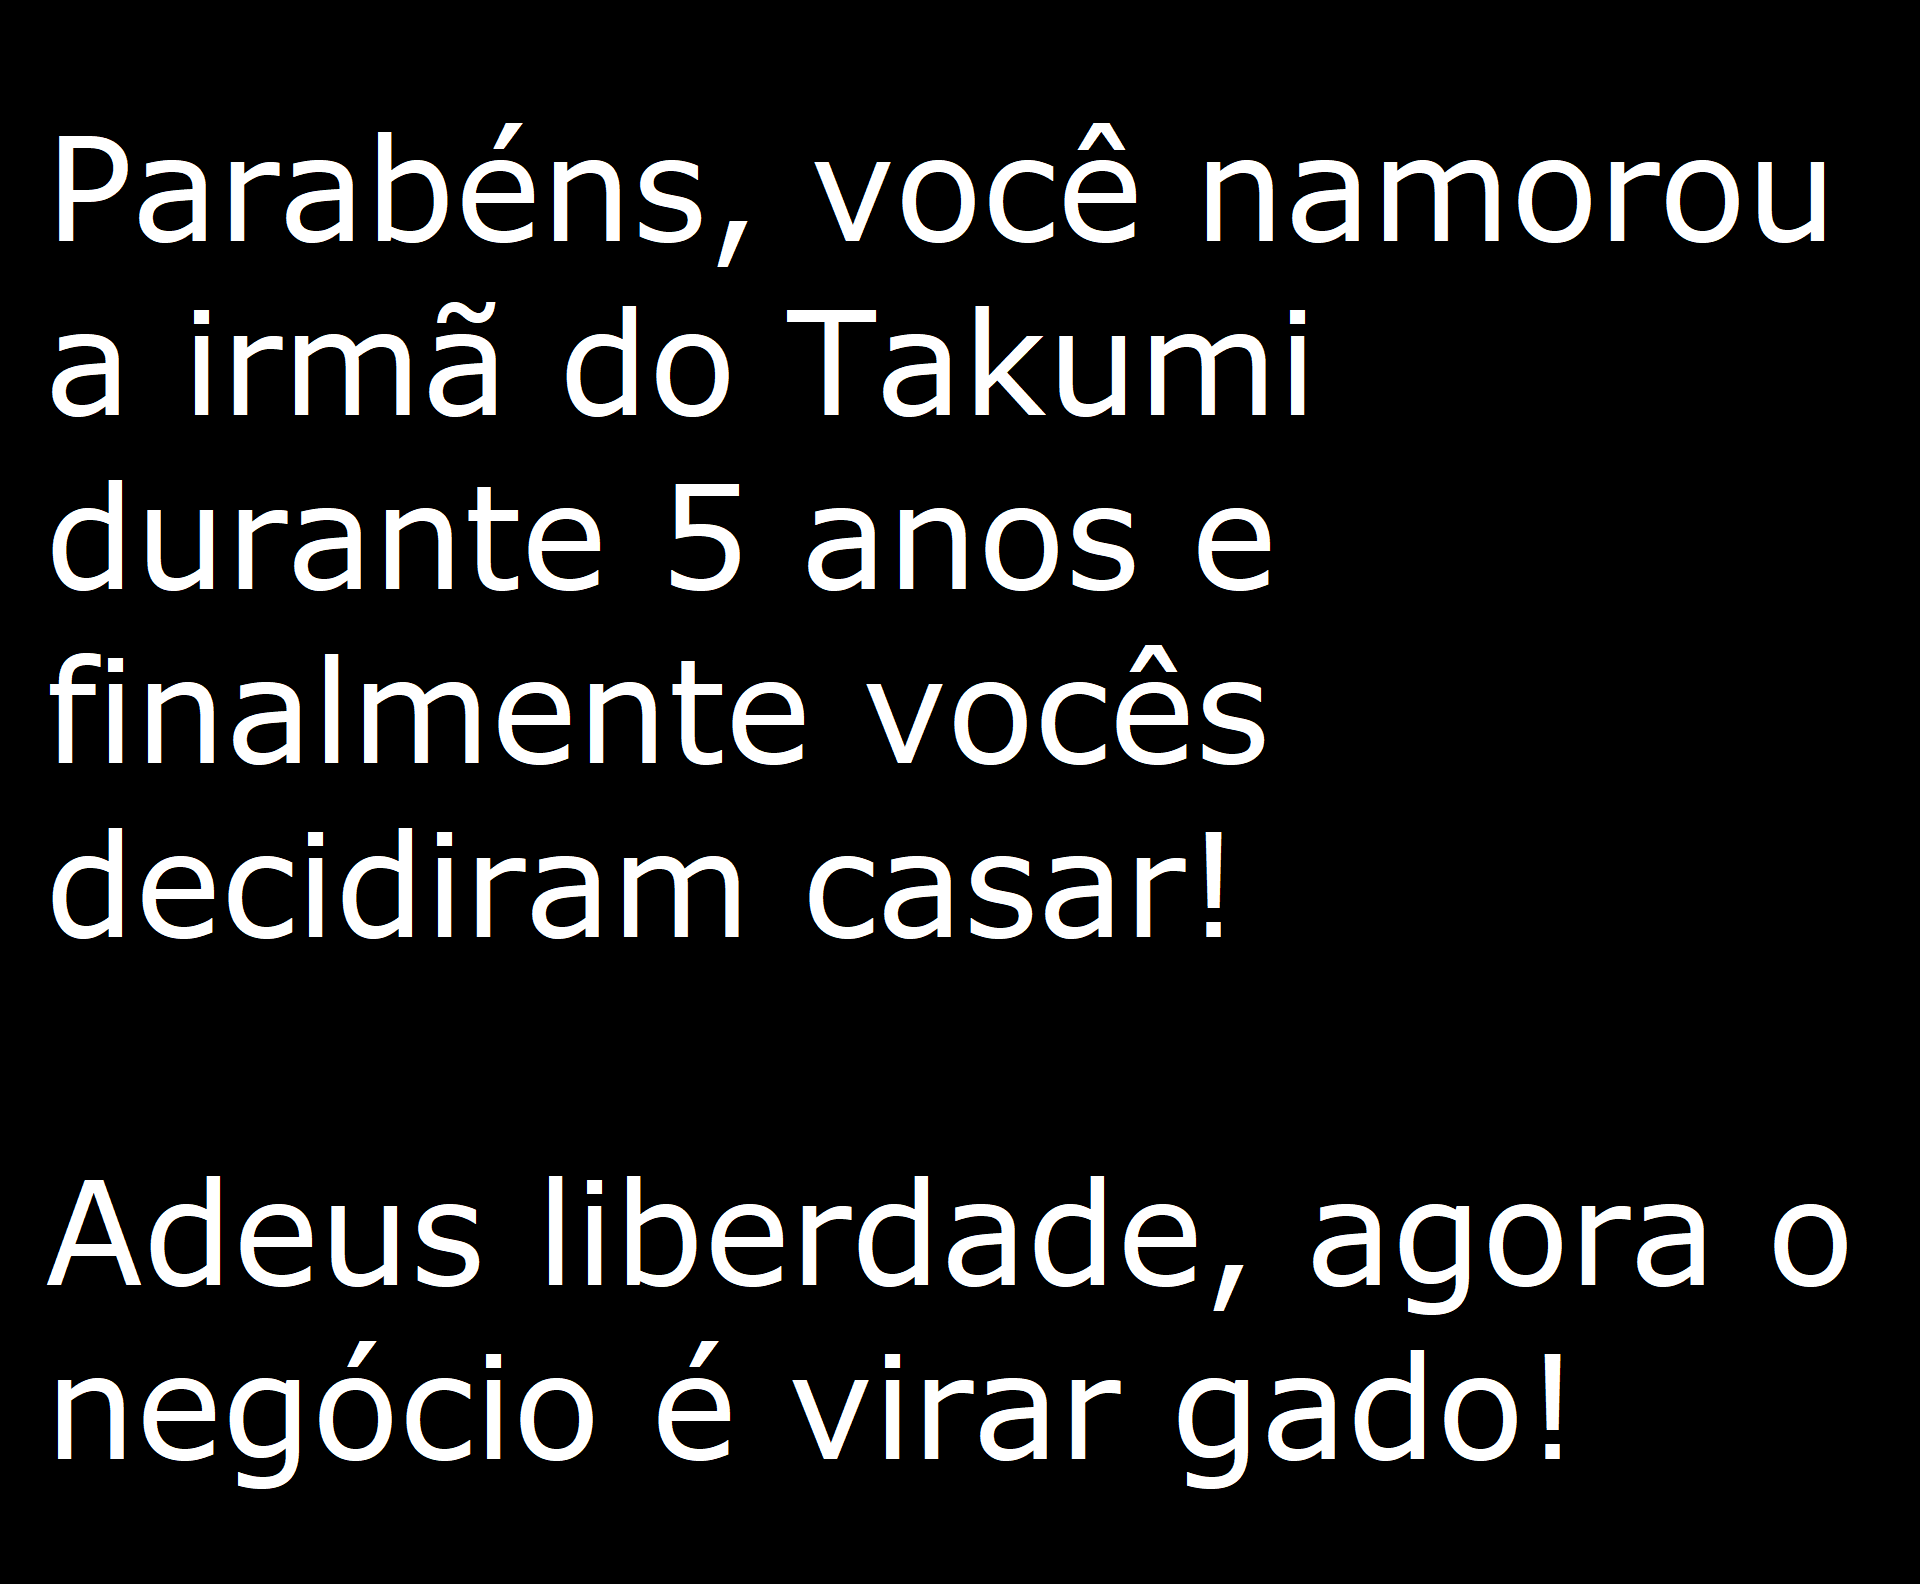 Parabéns, você namorou
a irmã do Takumi
durante 5 anos e
finalmente vocês
decidiram casar!
Adeus liberdade, agora o
negócio é virar gado!